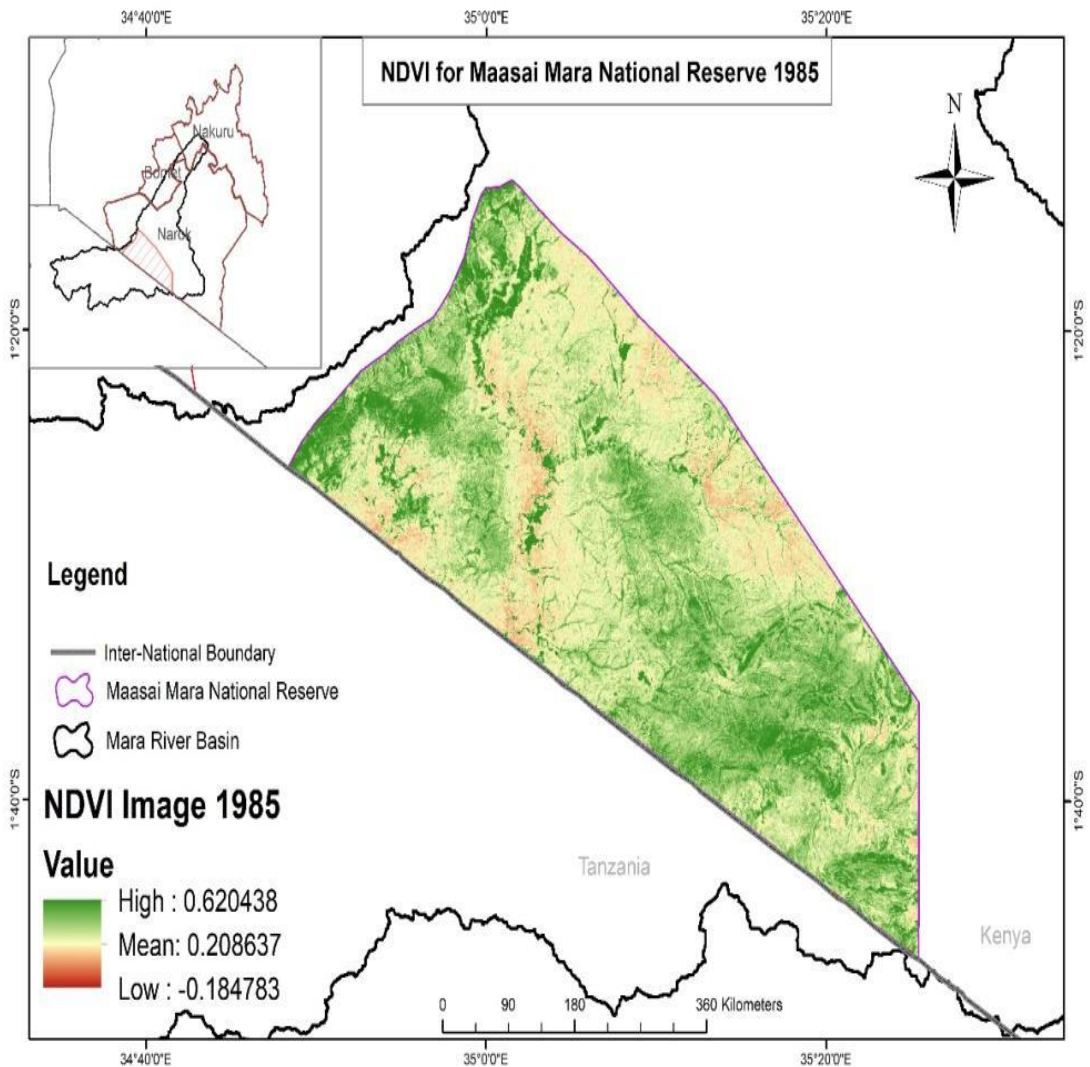 34°40'0"E
35°0'0"E
35°20'0"E
NDVI for Maasai Mara National Reserve 1985
N
Nakuru
Bomet
Narok
1°20'0"S
1°20'0"S
Legend
Inter-National Boundary
Maasai Mara National Reserve
Mara River Basin
NDVI Image 1985
Value
High : 0.620438
Mean: 0.208637
Low : -0.184783
1°40'0"S
1°40'0"S
Tanzania
Kenya
0 90 180 360 Kilometers
34°40'0"E
35°0'0"E
35°20'0"E